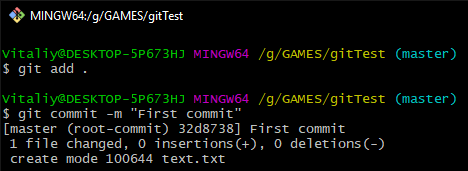 MINGW64:/g/GAMES/gitTest
Vitaliy@DESKTOP-5P673HJ MINGW64 /g/GAMES/gitTest (master)
$ git add .
Vitaliy@DESKTOP-5P673HJ MINGW64 /g/GAMES/gitTest (master)
$ git commit -m "First commit"
[master (root-commit) 32d8738] First commit
 1 file changed, 0 insertions(+), 0 deletions(-)
 create mode 100644 text.txt